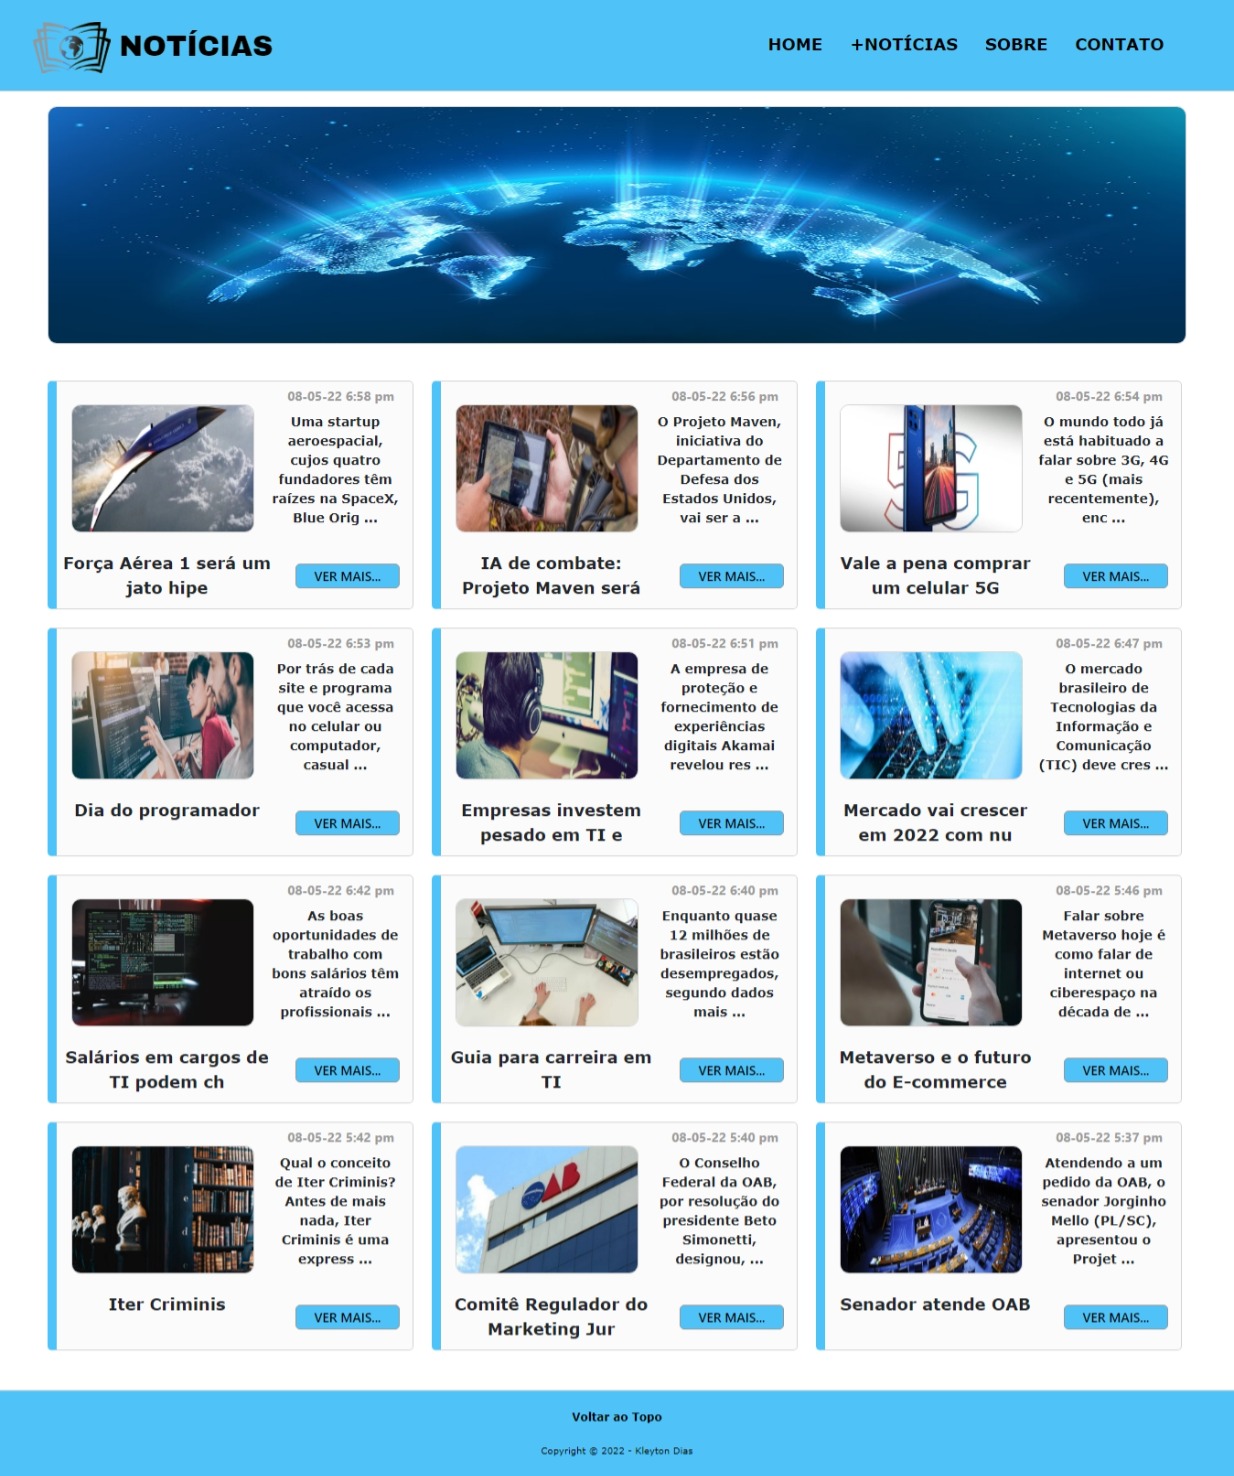 NOTÍCIAS
HOME +NOTÍCIAS SOBRE CONTATO
08-05-22 6:58 pm
Uma startup
aeroespacial,
cujos quatro
fundadores têm
raízes na SpaceX,
Blue Orig ...
Força Aérea 1 será um
jato hipe
VER MAIS...
08-05-22 6:56 pm
O Projeto Maven,
iniciativa do
Departamento de
Defesa dos
Estados Unidos,
vai ser a ...
IA de combate:
Projeto Maven será
VER MAIS...
08-05-22 6:54 pm
5G
O mundo todo já
está habituado a
falar sobre 3G, 4G
e 5G (mais
recentemente),
enc ...
Vale a pena comprar
um celular 5G
VER MAIS...
08-05-22 6:53 pm
Por trás de cada
site e programa
que você acessa
no celular ou
computador,
casual ...
Dia do programador
VER MAIS...
08-05-22 6:51 pm
A empresa de
proteção e
fornecimento de
experiências
digitais Akamai
revelou res ...
Empresas investem
pesado em TI e
VER MAIS...
08-05-22 6:47 pm
O mercado
brasileiro de
Tecnologias da
Informação e
Comunicação
(TIC) deve cres ...
Mercado vai crescer
em 2022 com nu
VER MAIS...
08-05-22 6:42 pm
As boas
oportunidades de
trabalho com
bons salários têm
atraído os
profissionais ...
Salários em cargos de
TI podem ch
VER MAIS...
08-05-22 6:40 pm
Enquanto quase
12 milhões de
brasileiros estão
desempregados,
segundo dados
mais ...
Guia para carreira em
TI
VER MAIS...
08-05-22 5:46 pm
Falar sobre
Metaverso hoje é
como falar de
internet ou
ciberespaço na
década de ...
Metaverso e o futuro
do E-commerce
VER MAIS...
08-05-22 5:42 pm
Qual o conceito
de Iter Criminis?
Antes de mais
nada, Iter
Criminis é uma
express ...
Iter Criminis
VER MAIS...
08-05-22 5:40 pm
OAB
O Conselho
Federal da OAB,
por resolução do
presidente Beto
Simonetti,
designou, ...
Comitê Regulador do
Marketing Jur
VER MAIS...
08-05-22 5:37 pm
Atendendo a um
pedido da OAB, o
senador Jorginho
Mello (PL/SC),
apresentou o
Projet ...
Senador atende OAB
VER MAIS...
Voltar ao Topo
Copyright © 2022 - Kleyton Dias